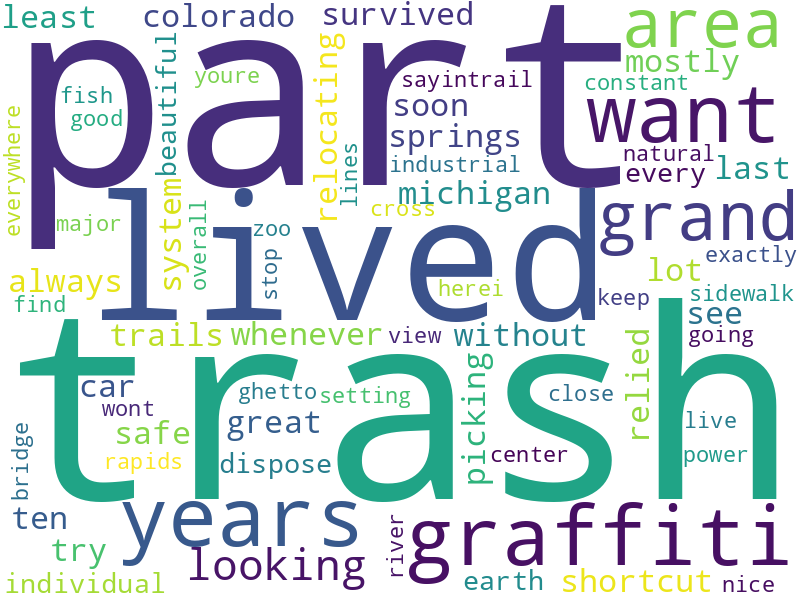 least
colorado
survived
area
part
beautiful
youre
sayintrail
mostly
constant
everywhere
fish
good
relocating
lines
soon
springs
want
industrial
natural
every
last
michigan
system
overall
major
zoo
cross
lived
grand
stop
exactly
always
find
herei
lot
keep
sidewalk
see
trails
whenever
view
without
going
trash
car
wont
ghetto
setting
picking
close
relied
live
safe
great
rapids
dispose
center
power
bridge
ten
years
graffiti
try
looking
river
individual
earth
shortcut
nice